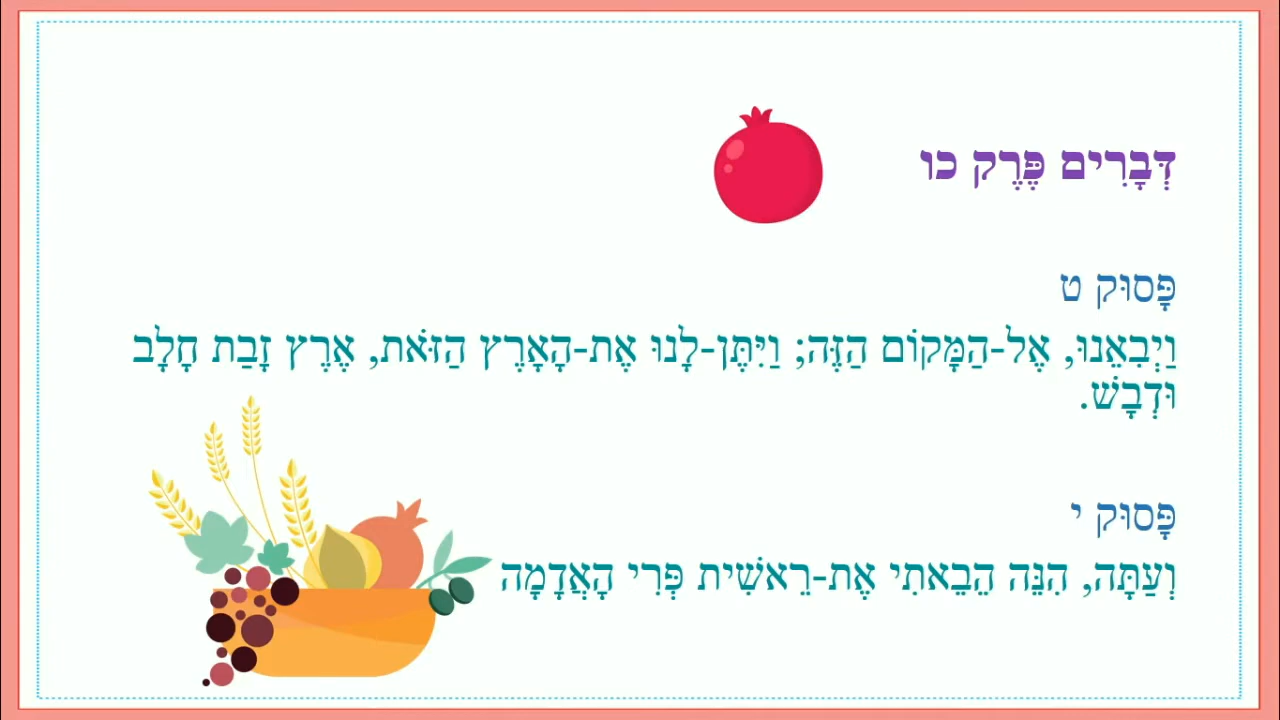 דְּבָרִים פֶּרֶק כו
פָּסוּק ט
וַיְבִאֵנוּ, אֶל-הַמָּקוֹם הַזֶּה; וַיִּתֶּן-לָנוּ אֶת-הָאָרֶץ הַזֹּאת, אֶרֶץ זָבַת חָלָב
וּדְבָשׁ.
פָּסוּק י
וְעַתָּה, הִנֵּה הֵבֵאתִי אֶת-רֵאשִׁית פְּרִי הָאֲדָמָה